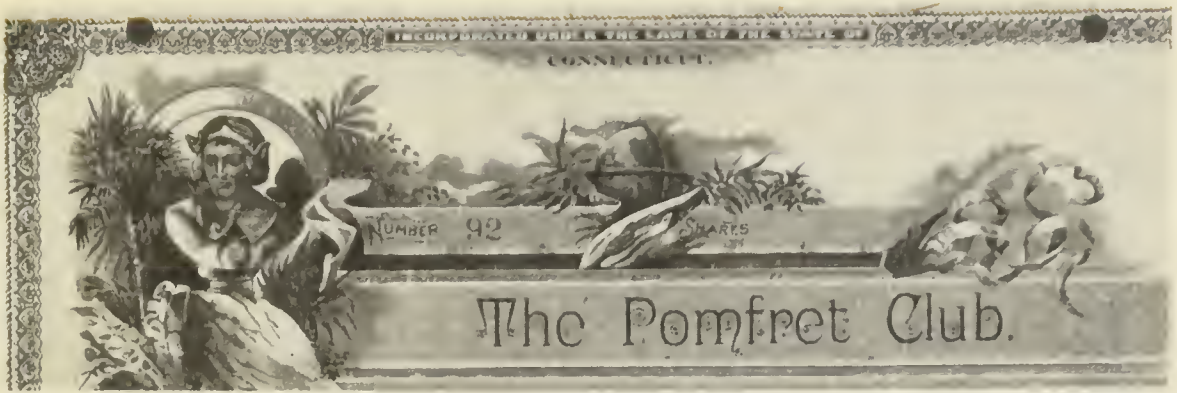 INCORPORATED UNDER THE LAWS OF THE STATE OF
CONNECTICUT.
NUMBER 92 SHARES
The Pomfret Club.